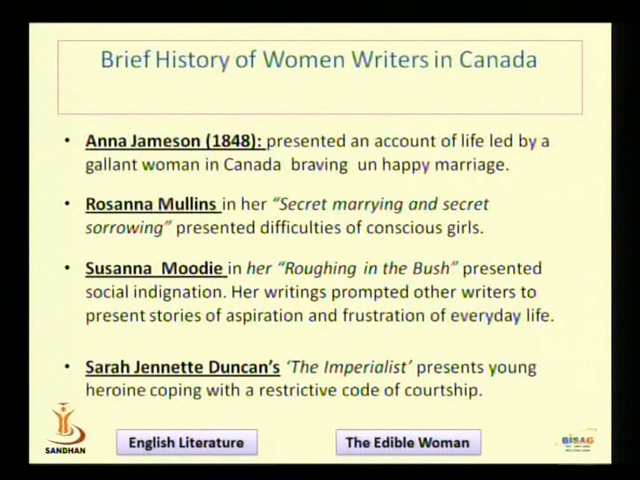 Brief History of Women Writers in Canada
• Anna Jameson (1848): presented an account of life led by a
gallant woman in Canada braving un happy marriage.
• Rosanna Mullins in her “Secret marrying and secret
sorrowing” presented difficulties of conscious girls.
• Susanna Moodie in her “Roughing in the Bush” presented
social indignation. Her writings prompted other writers to
present stories of aspiration and frustration of everyday life.
• Sarah Jennette Duncan’s ‘The Imperialist’ presents young
heroine coping with a restrictive code of courtship.
SANDHAN
English Literature
The Edible Woman
BISAG